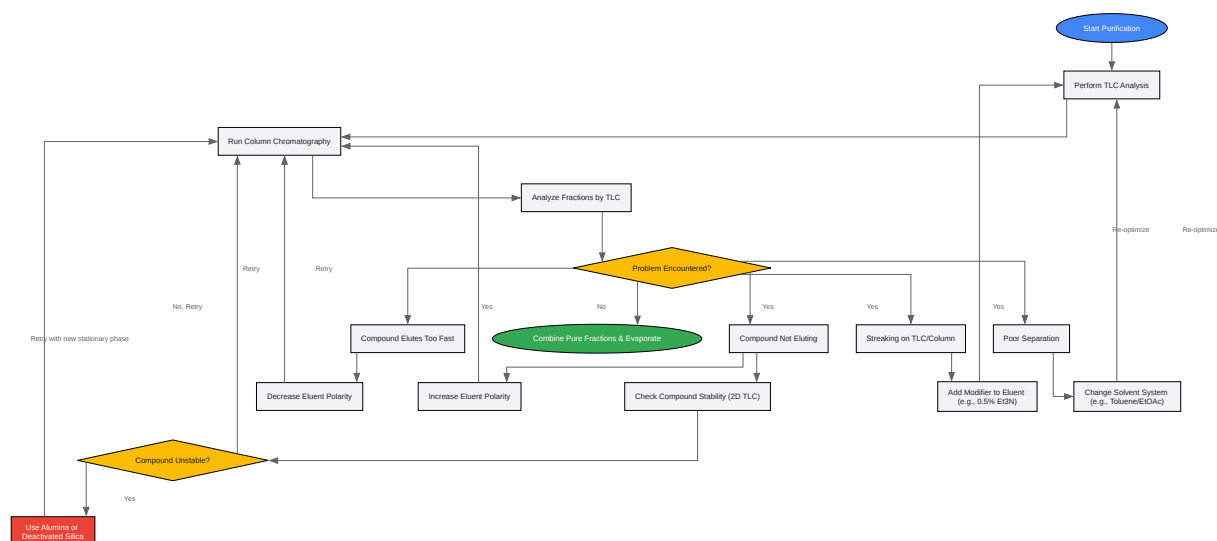 Start Purification
Perform TLC Analysis
Run Column Chromatography
Analyze Fractions by TLC
Re-optimize
Re-optimize
Retry
Retry
Problem Encountered?
No, Retry
Yes
No
Yes
Yes
Yes
Retry with new stationary phase
Compound Elutes Too Fast
Combine Pure Fractions & Evaporate
Compound Not Eluting
Streaking on TLC/Column
Poor Separation
Decrease Eluent Polarity
Increase Eluent Polarity
Check Compound Stability (2D TLC)
Add Modifier to Eluent
(e.g., 0.5% Et3N)
Change Solvent System
(e.g., Toluene/EtOAc)
Compound Unstable?
Yes
Use Alumina or
Deactivated Silica